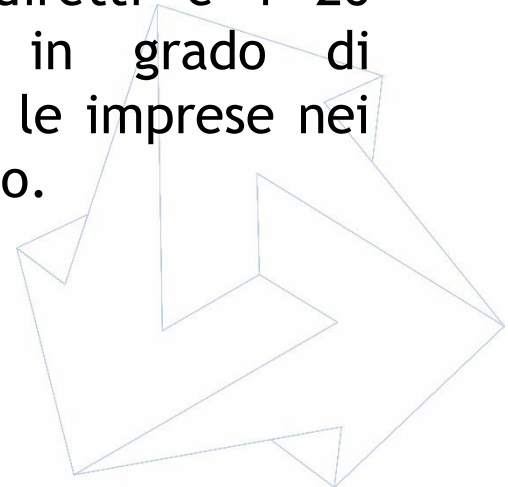 diretti e i 20
in grado di
le imprese nei
o.